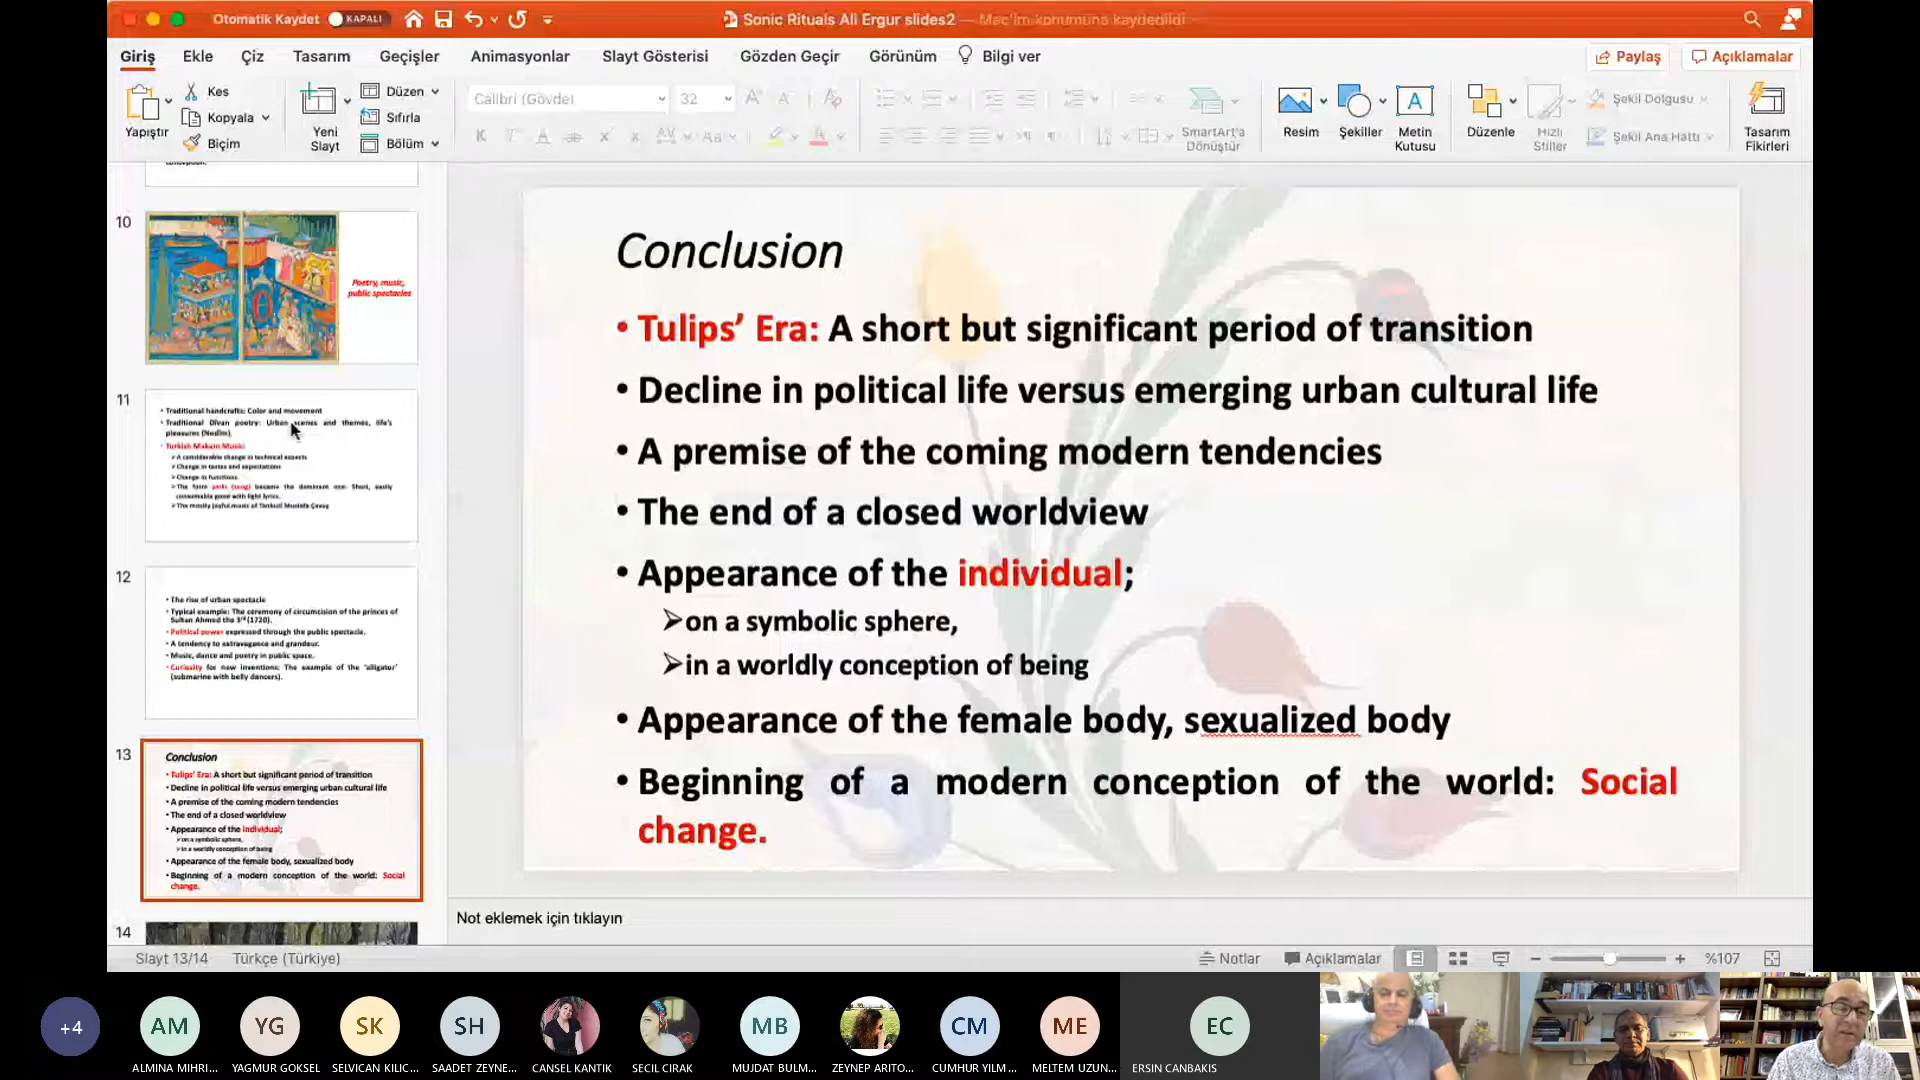 Otomatik Kaydet KAPALI
Sonic Rituals Ali Ergur slides2 — Mac'im konumuna kaydedildi
Giriş Ekle Çiz Tasarım Geçişler Animasyonlar Slayt Gösterisi Gözden Geçir Görünüm Bilgi ver Paylaş Açıklamalar
Yapıştır
Kes
Kopyala
Biçim
Yeni
Slayt
Düzen
Sıfırla
Bölüm
Calibri (Gövde) 32
SmartArt'a
Dönüştür
Resim
Şekiller
Metin
Kutusu
Düzenle
Hızlı
Stiller
Şekil Dolgusu
Şekil Ana Hattı
Tasarım
Fikirleri
conception.
10
Poetry, music,
public spectacles
11
• Traditional handcrafts: Color and movement
• Traditional Divan poetry: Urban scenes and themes, life's
pleasures (Nedim).
• Turkish Makam Music:
➢A considerable change in technical aspects
➢Change in tastes and expectations
➢Change in functions
➢The form şarkı (song) became the dominant one: Short, easily
consumable good with light lyrics.
➢The mostly joyful music of Tanburi Mustafa Çavuş
12
• The rise of urban spectacle
• Typical example: The ceremony of circumcision of the princes of
Sultan Ahmed the 3rd (1720).
• Political power expressed through the public spectacle.
• A tendency to extravagance and grandeur.
• Music, dance and poetry in public space.
• Curiosity for new inventions: The example of the 'alligator'
(submarine with belly dancers).
13
Conclusion
• Tulips' Era: A short but significant period of transition
• Decline in political life versus emerging urban cultural life
• A premise of the coming modern tendencies
• The end of a closed worldview
• Appearance of the individual;
➢on a symbolic sphere,
➢in a worldly conception of being
• Appearance of the female body, sexualized body
• Beginning of a modern conception of the world: Social
change.
14
Conclusion
• Tulips' Era: A short but significant period of transition
• Decline in political life versus emerging urban cultural life
• A premise of the coming modern tendencies
• The end of a closed worldview
• Appearance of the individual;
➢on a symbolic sphere,
➢in a worldly conception of being
• Appearance of the female body, sexualized body
• Beginning of a modern conception of the world: Social
change.
Not eklemek için tıklayın
Slayt 13/14 Türkçe (Türkiye) Notlar Açıklamalar %107
+4 AM YG SK SH MB CM ME EC
ALMINA MIHRI... YAGMUR GOKSEL SELVICAN KILIC... SAADET ZEYNE... CANSEL KANTIK SECIL CIRAK MUJDAT BULM... ZEYNEP ARITO... CUMHUR YILM... MELTEM UZUN... ERSIN CANBAKIS